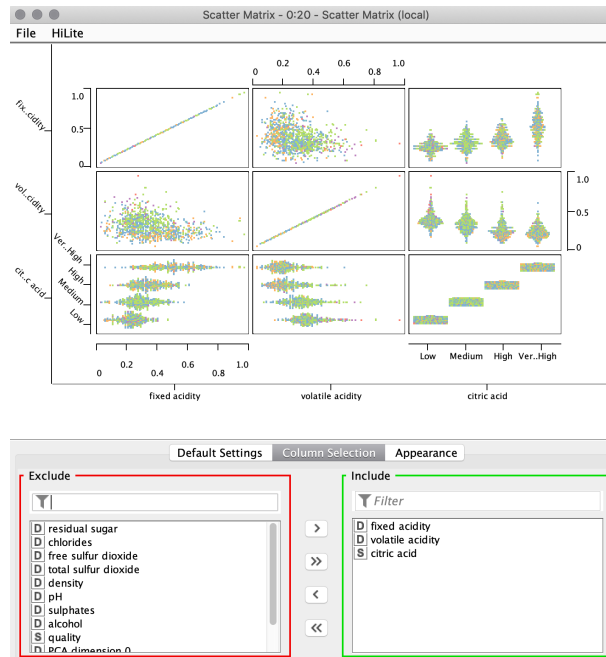 Scatter Matrix - 0:20 - Scatter Matrix (local)
File HiLite
0 0.2 0.4 0.6 0.8 1.0
fix..cidity
1.0
0.5
0
vol..cidity
1.0
0.5
0
cit..c acid
Ver..High
High
Medium
Low
Low Medium High Ver..High
0 0.2 0.4 0.6 0.8 1.0
fixed acidity volatile acidity citric acid
Default Settings Column Selection Appearance
Exclude
D residual sugar
D chlorides
D free sulfur dioxide
D total sulfur dioxide
D density
D pH
D sulphates
D alcohol
S quality
D PCA dimension 0
>
>>
<
<<
Include
Filter
D fixed acidity
D volatile acidity
S citric acid